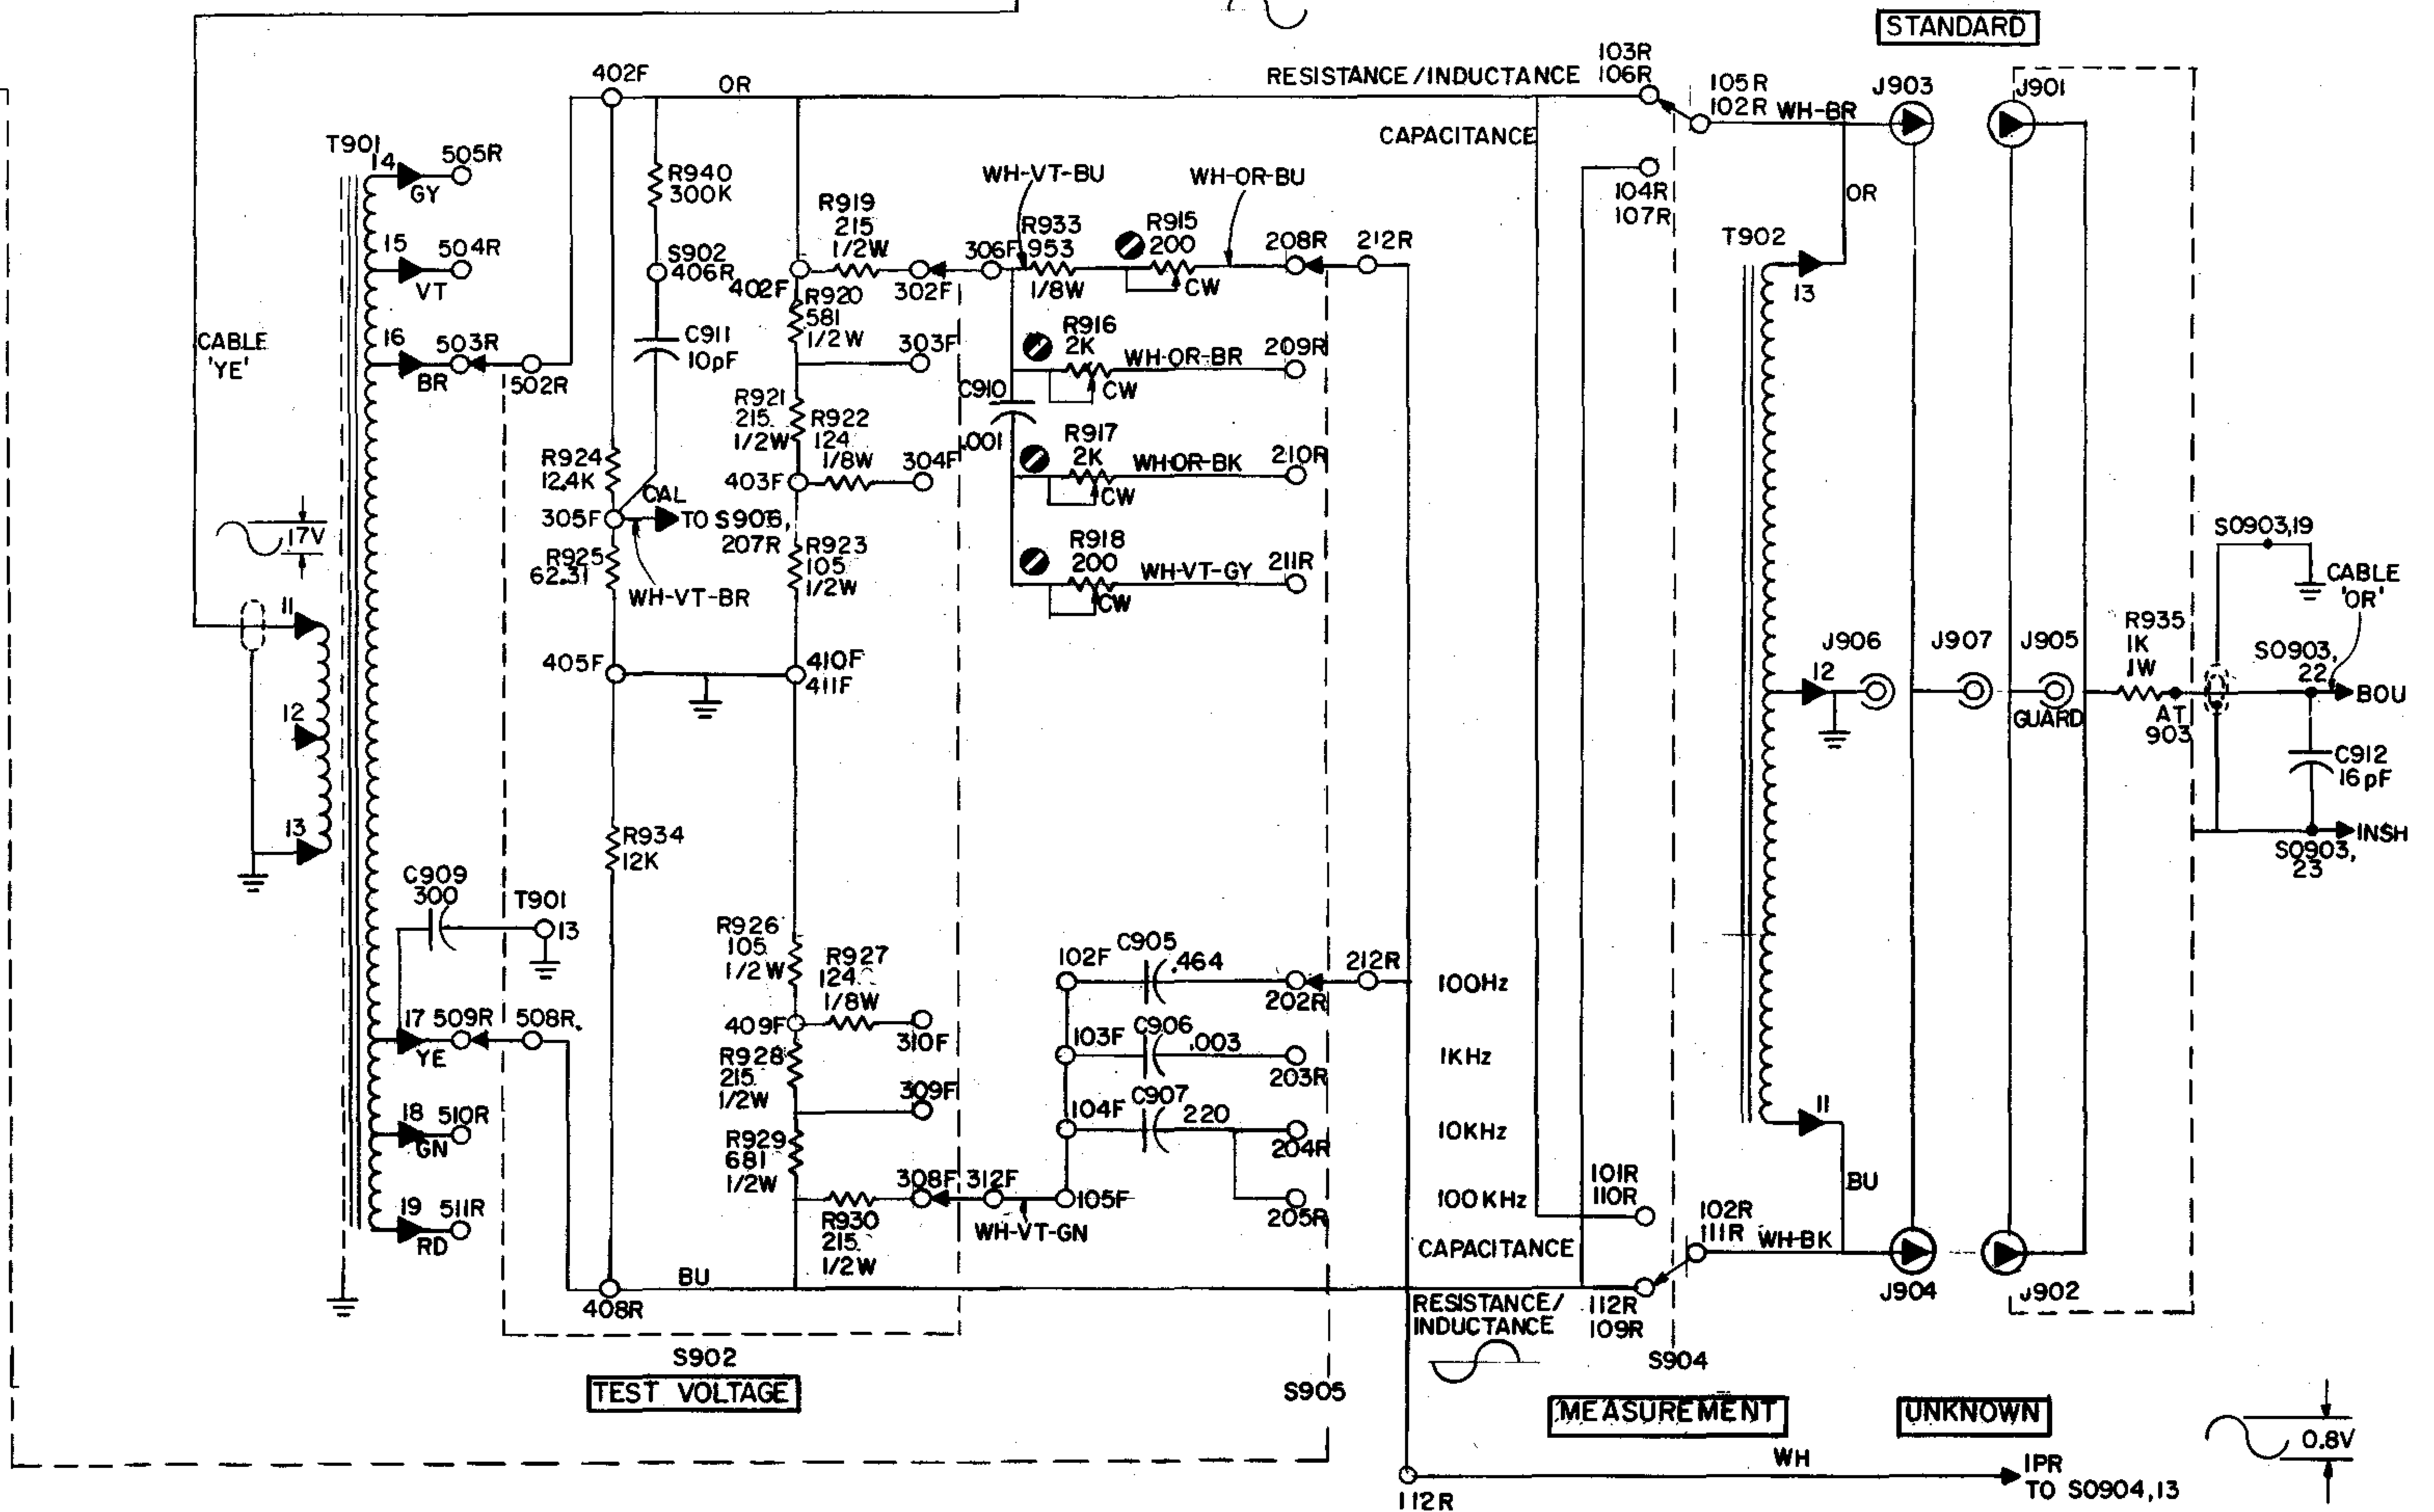 STANDARD
402F
OR
RESISTANCE/INDUCTANCE
103R
106R
105R
102R
WH-BR
J903
J901
CAPACITANCE
T901
14
GY
505R
R940
300K
WH-VT-BU
WH-OR-BU
104R
107R
OR
15
VT
504R
S902
406R
R919
215
1/2W
402F
302F
306F
R933
953
1/8W
R915
200
CW
208R
212R
T902
13
CABLE
'YE'
16
BR
503R
502R
C911
10pF
R920
581
1/2W
303F
R916
2K
CW
WH-OR-BR
209R
C910
.001
R921
215
1/2W
R922
124
1/8W
304F
403F
R917
2K
CW
WH-OR-BK
210R
R924
12.4K
CAL
305F
TO S906,
207R
R925
62.31
WH-VT-BR
R923
105
1/2W
R918
200
CW
WH-VT-GY
211R
17V
S0903,19
CABLE
'OR'
11
12
13
405F
410F
411F
12
J906
J907
J905
GUARD
R935
1K
1W
AT
903
S0903,
22
BOU
C912
16pF
INSH
S0903,
23
R934
12K
C909
300
T901
13
R926
105
1/2W
R927
124
1/8W
409F
310F
102F
C905
.464
202R
212R
100Hz
17
YE
509R
508R
103F
C906
.003
203R
1KHz
R928
215
1/2W
309F
104F
C907
220
204R
10KHz
11
18
GN
510R
R929
681
1/2W
308F
312F
105F
205R
100KHz
101R
110R
BU
19
RD
511R
R930
215
1/2W
WH-VT-GN
CAPACITANCE
102R
111R
WH-BK
BU
408R
RESISTANCE/
INDUCTANCE
112R
109R
J904
J902
S902
TEST VOLTAGE
S905
S904
MEASUREMENT
UNKNOWN
0.8V
WH
IPR
TO S0904,13
112R